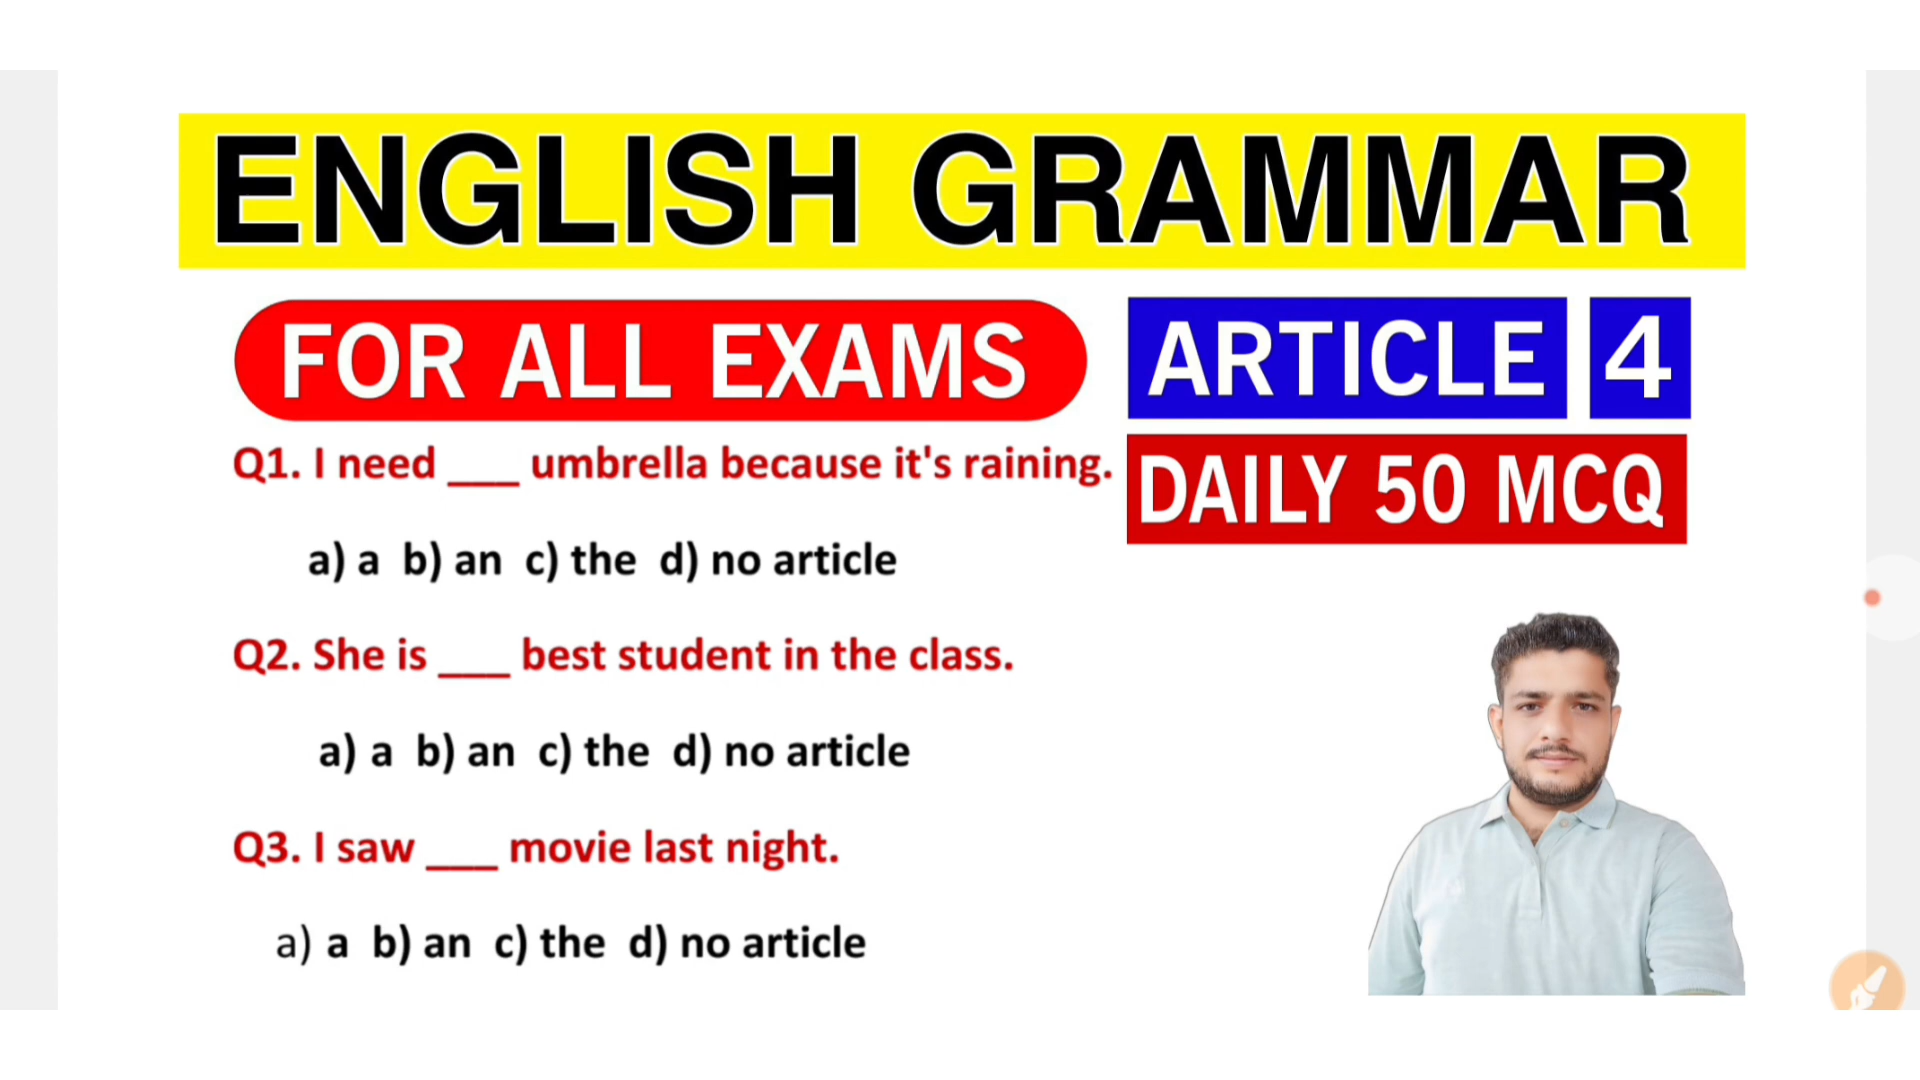 ENGLISH GRAMMAR
FOR ALL EXAMS
ARTICLE 4
DAILY 50 MCQ
Q1. I need ___ umbrella because it's raining.
a) a b) an c) the d) no article
Q2. She is ___ best student in the class.
a) a b) an c) the d) no article
Q3. I saw ___ movie last night.
a) a b) an c) the d) no article